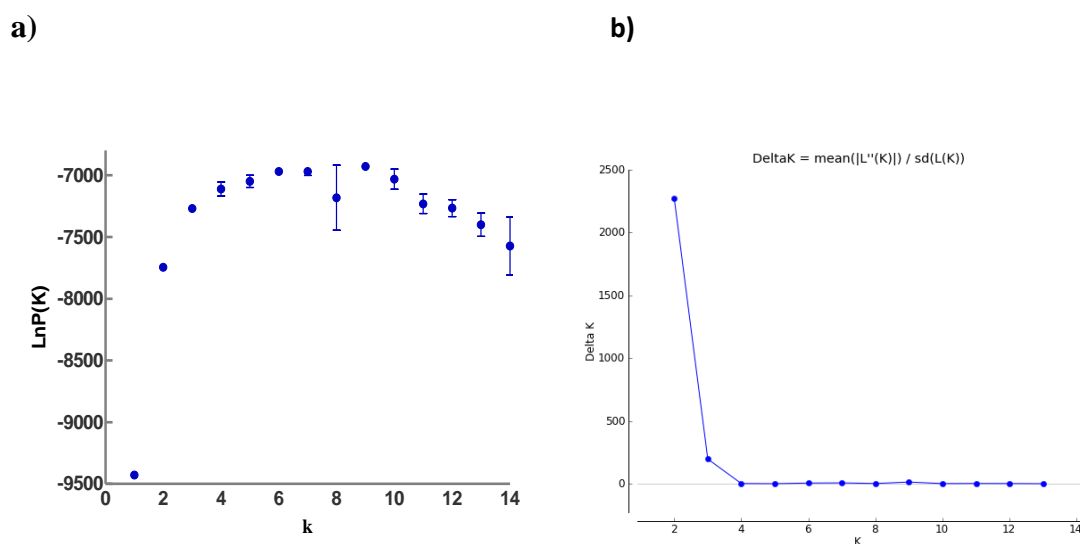 a)
b)
LnP(K)
-7000
-7500
-8000
-8500
-9000
-9500
0 2 4 6 8 10 12 14
k
DeltaK = mean(|L''(K)|) / sd(L(K))
Delta K
2500
2000
1500
1000
500
0
2 4 6 8 10 12 14
K